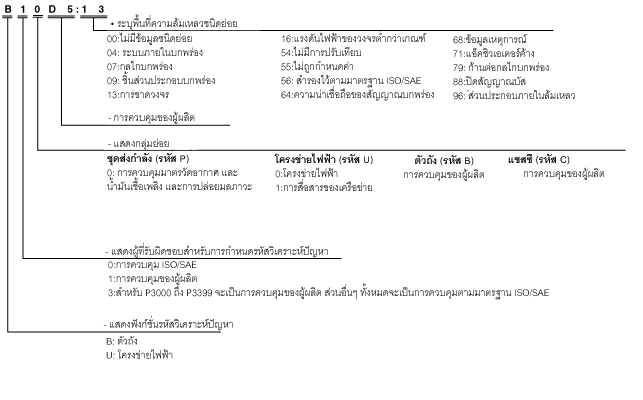 B 1 0 D 5 : 1 3
• ระบุพื้นที่ความล้มเหลวชนิดย่อย
00:ไม่มีข้อมูลชนิดย่อย 16:แรงดันไฟฟ้าของวงจรต่ำกว่าเกณฑ์ 68:ข้อมูลเหตุการณ์
04: ระบบภายในบกพร่อง 54:ไม่มีการปรับเทียบ 71:แอ็คชิวเอเตอร์ค้าง
07:กลไกบกพร่อง 55:ไม่ถูกกำหนดค่า 79: ก้านต่อกลไกบกพร่อง
09: ชิ้นส่วนประกอบบกพร่อง 56: สำรองไว้ตามมาตรฐาน ISO/SAE 88:ปิดสัญญาณบัส
13:การขาดวงจร 64:ความน่าเชื่อถือของสัญญาณบกพร่อง 96: ส่วนประกอบภายในล้มเหลว
- การควบคุมของผู้ผลิต
- แสดงกลุ่มย่อย
ชุดส่งกำลัง (รหัส P) โครงข่ายไฟฟ้า (รหัส U) ตัวถัง (รหัส B) แชสซี (รหัส C)
0: การควบคุมมาตรวัดอากาศ และ 0:โครงข่ายไฟฟ้า การควบคุมของผู้ผลิต การควบคุมของผู้ผลิต
น้ำมันเชื้อเพลิง และการปล่อยมลภาวะ 1:การสื่อสารของเครือข่าย
- แสดงผู้ที่รับผิดชอบสำหรับการกำหนดรหัสวิเคราะห์ปัญหา
0:การควบคุม ISO/SAE
1:การควบคุมของผู้ผลิต
3:สำหรับ P3000 ถึง P3399 จะเป็นการควบคุมของผู้ผลิต ส่วนอื่นๆ ทั้งหมดจะเป็นการควบคุมตามมาตรฐาน ISO/SAE
- แสดงฟังก์ชั่นรหัสวิเคราะห์ปัญหา
B: ตัวถัง
U: โครงข่ายไฟฟ้า